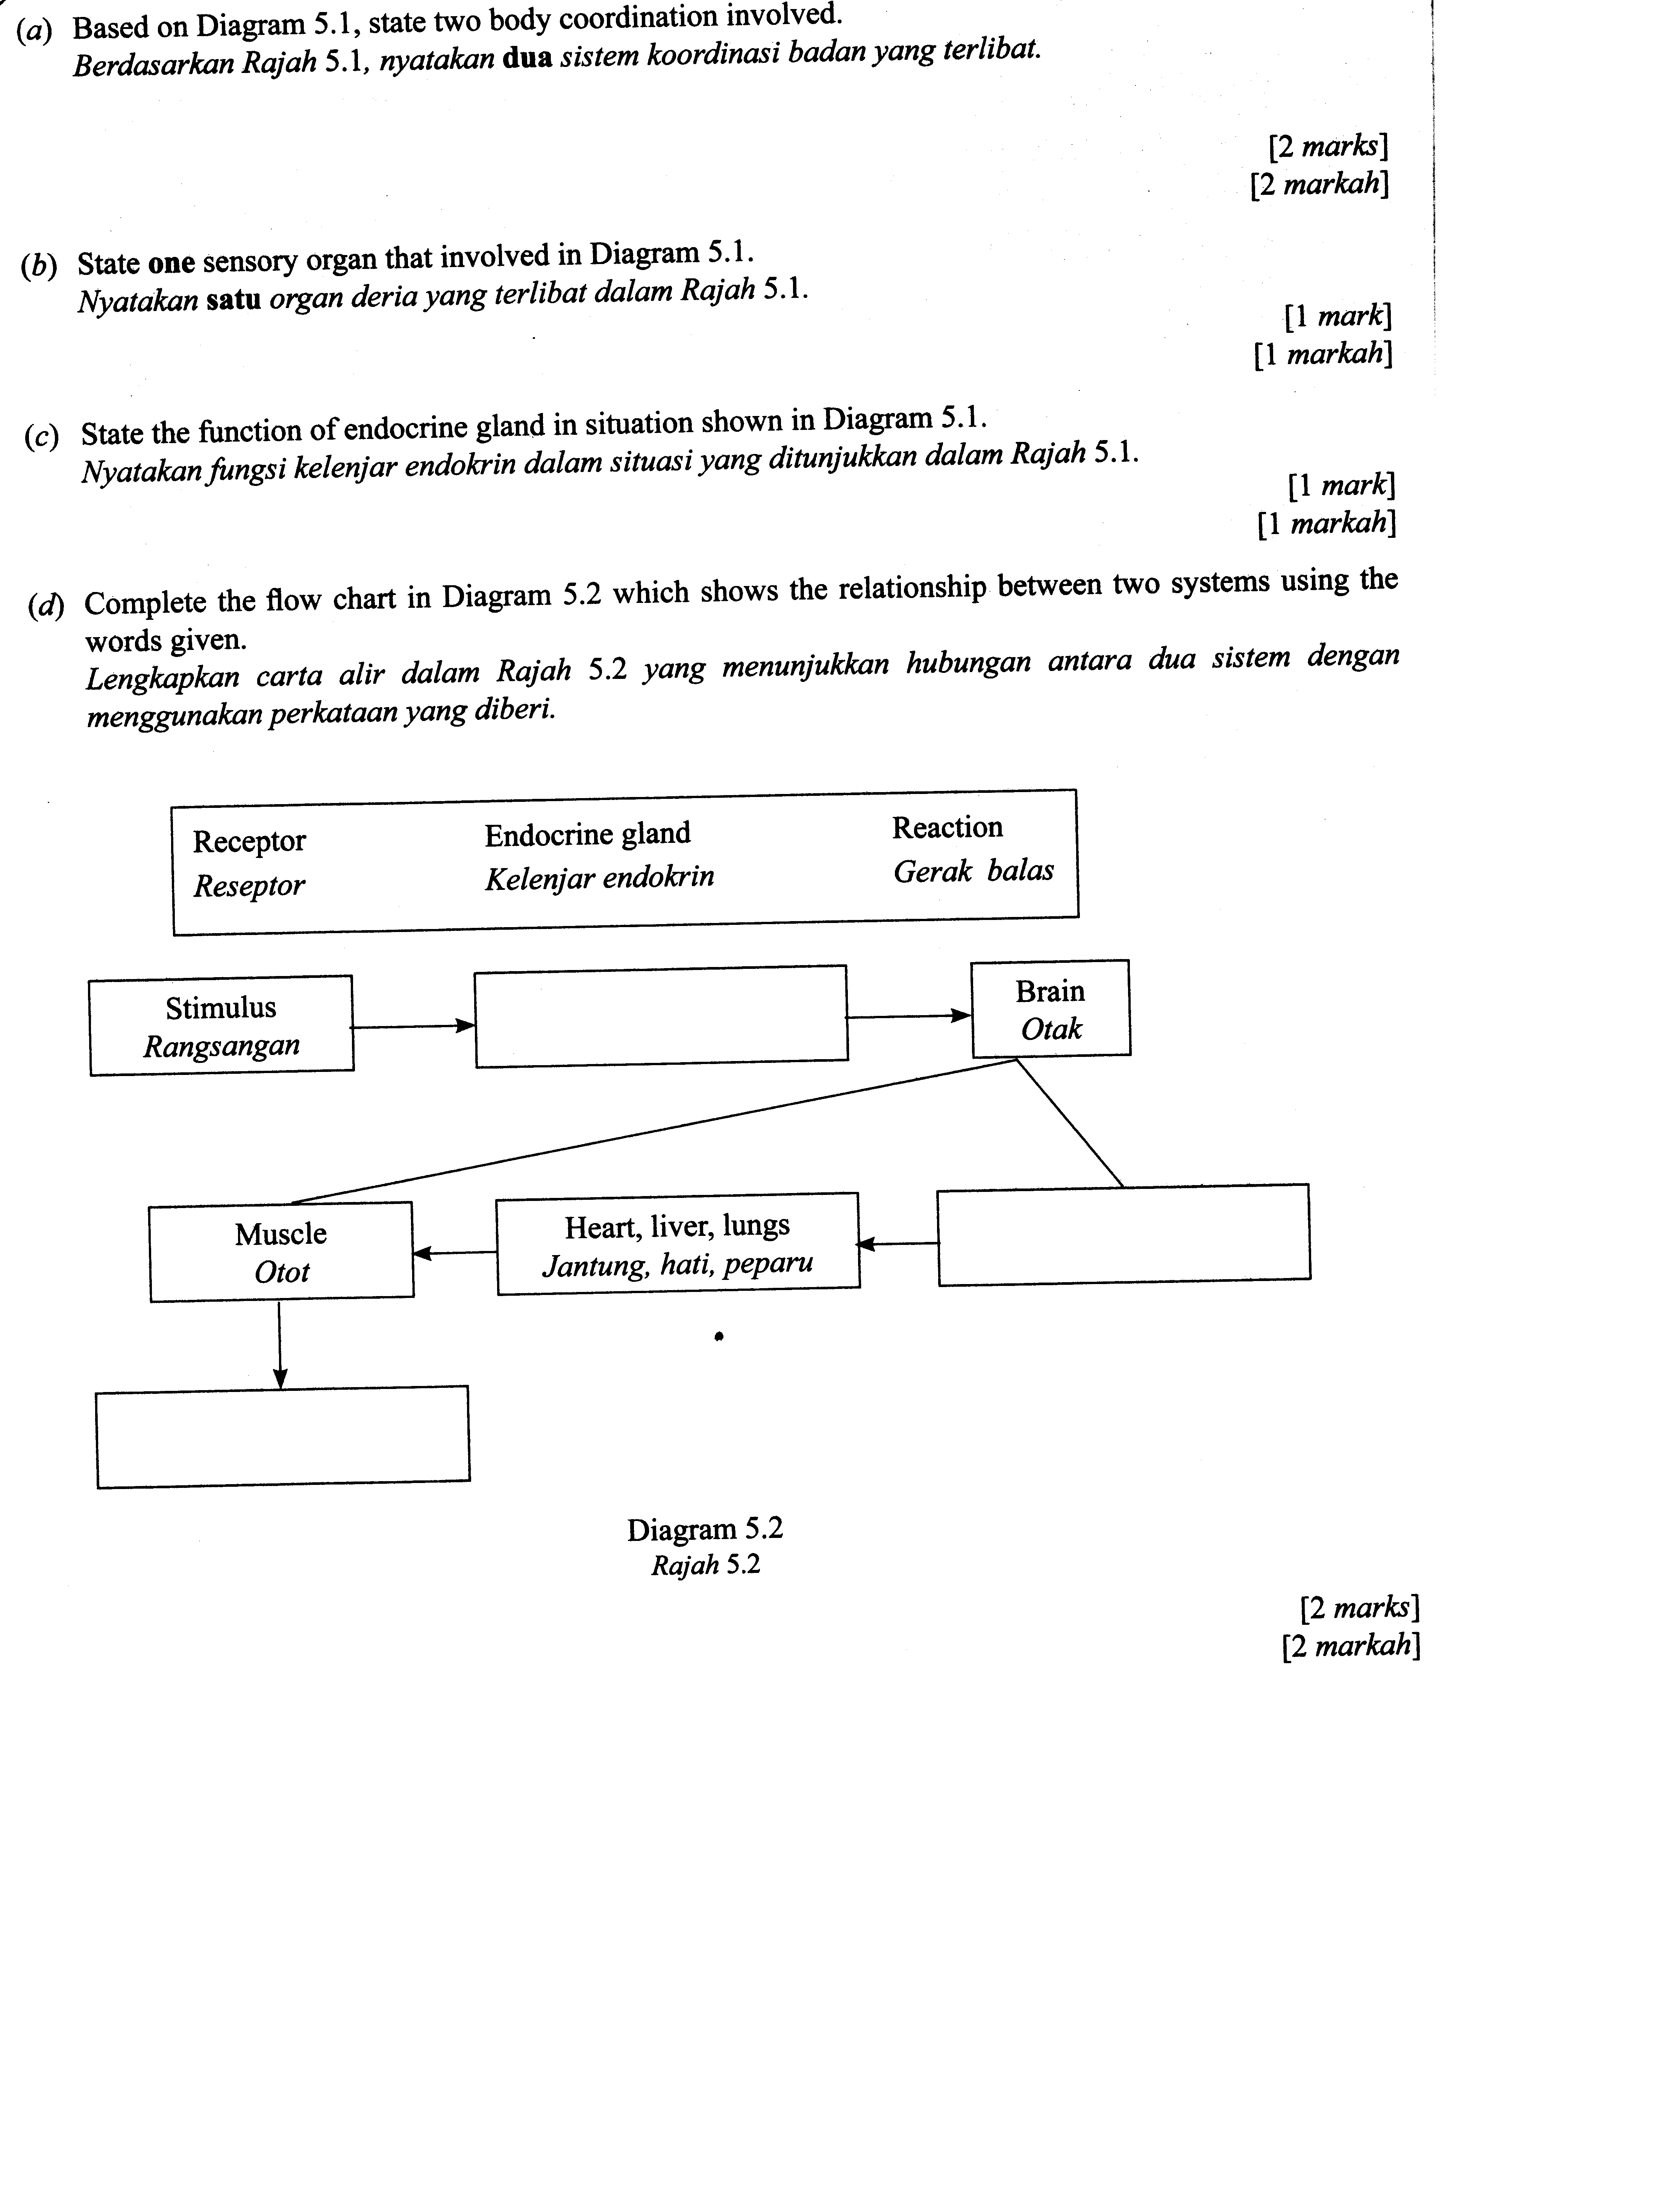 (a) Based on Diagram 5.1, state two body coordination involved.
Berdasarkan Rajah 5.1, nyatakan dua sistem koordinasi badan yang terlibat.
[2 marks]
[2 markah]
(b) State one sensory organ that involved in Diagram 5.1.
Nyatakan satu organ deria yang terlibat dalam Rajah 5.1.
[1 mark]
[1 markah]
(c) State the function of endocrine gland in situation shown in Diagram 5.1.
Nyatakan fungsi kelenjar endokrin dalam situasi yang ditunjukkan dalam Rajah 5.1.
[1 mark]
[1 markah]
(d) Complete the flow chart in Diagram 5.2 which shows the relationship between two systems using the
words given.
Lengkapkan carta alir dalam Rajah 5.2 yang menunjukkan hubungan antara dua sistem dengan
menggunakan perkataan yang diberi.
Receptor Endocrine gland Reaction
Reseptor Kelenjar endokrin Gerak balas
Stimulus
Rangsangan
Brain
Otak
Muscle
Otot
Heart, liver, lungs
Jantung, hati, peparu
Diagram 5.2
Rajah 5.2
[2 marks]
[2 markah]